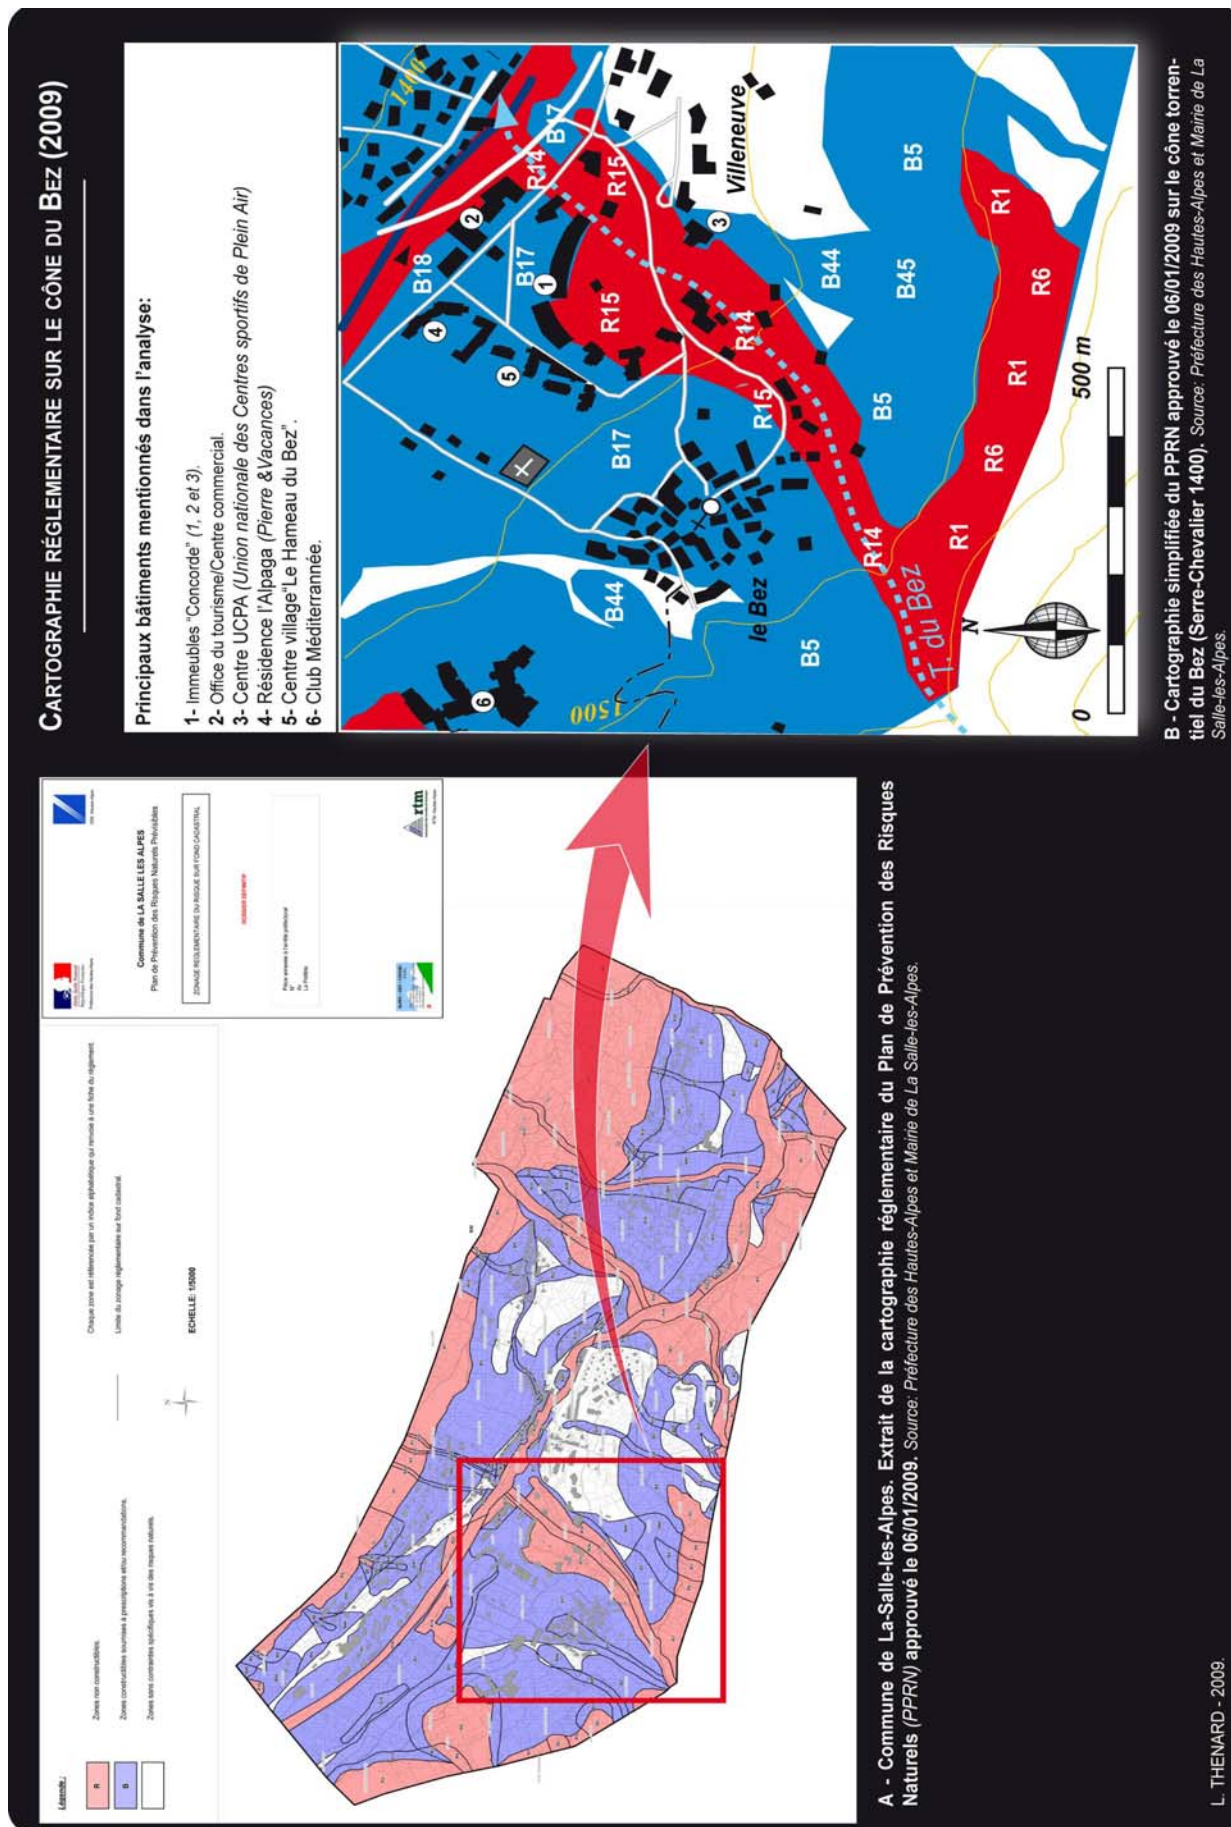 CARTOGRAPHIE RÉGLEMENTAIRE SUR LE CÔNE DU BEZ (2009)
Légende :
R
Zones non constructibles.
B
Zones constructibles soumises à prescriptions et/ou recommandations.
Zones sans contraintes spécifiques vis à vis des risques naturels.
Chaque zone est référencée par un indice alphabétique qui renvoie à une fiche du règlement.
Limite du zonage réglementaire sur fond cadastral.
N
ECHELLE: 1/5000
Commune de LA SALLE LES ALPES
Plan de Prévention des Risques Naturels Prévisibles
ZONAGE REGLEMENTAIRE DU RISQUE SUR FOND CADASTRAL
DOSSIER DEFINITIF
rtm
A - Commune de La-Salle-les-Alpes. Extrait de la cartographie réglementaire du Plan de Prévention des Risques
Naturels (PPRN) approuvé le 06/01/2009. Source: Préfecture des Hautes-Alpes et Mairie de La Salle-les-Alpes.
Principaux bâtiments mentionnés dans l'analyse:
1- Immeubles "Concorde" (1, 2 et 3).
2- Office du tourisme/Centre commercial.
3- Centre UCPA (Union nationale des Centres sportifs de Plein Air)
4- Résidence l'Alpaga (Pierre &Vacances)
5- Centre village"Le Hameau du Bez".
6- Club Méditerrannée.
1400
B18
R14
B17
4
2
B17
1
R15
5
R15
Villeneuve
3
6
B17
R14
B44
B5
B44
R15
B45
1500
le Bez
B5
R1
B5
R14
R6
T. du Bez
R1
R6
R1
N
0
500 m
B - Cartographie simplifiée du PPRN approuvé le 06/01/2009 sur le cône torren-
tiel du Bez (Serre-Chevalier 1400). Source: Préfecture des Hautes-Alpes et Mairie de La
Salle-les-Alpes.
L. THENARD - 2009.